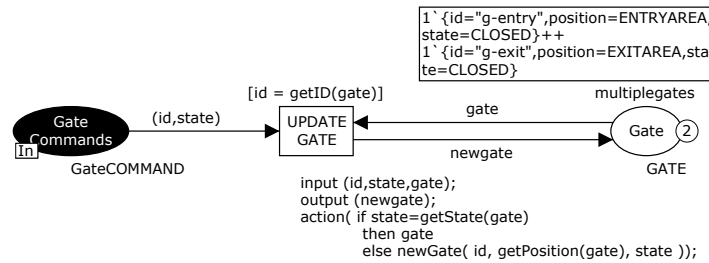 1`{id="g-entry",position=ENTRYAREA,
state=CLOSED}++
1`{id="g-exit",position=EXITAREA,sta
te=CLOSED}
[id = getID(gate)]
multiplegates
Gate
Commands
In
(id,state)
UPDATE
GATE
gate
newgate
Gate
2
GateCOMMAND
GATE
input (id,state,gate);
output (newgate);
action( if state=getState(gate)
then gate
else newGate( id, getPosition(gate), state ));